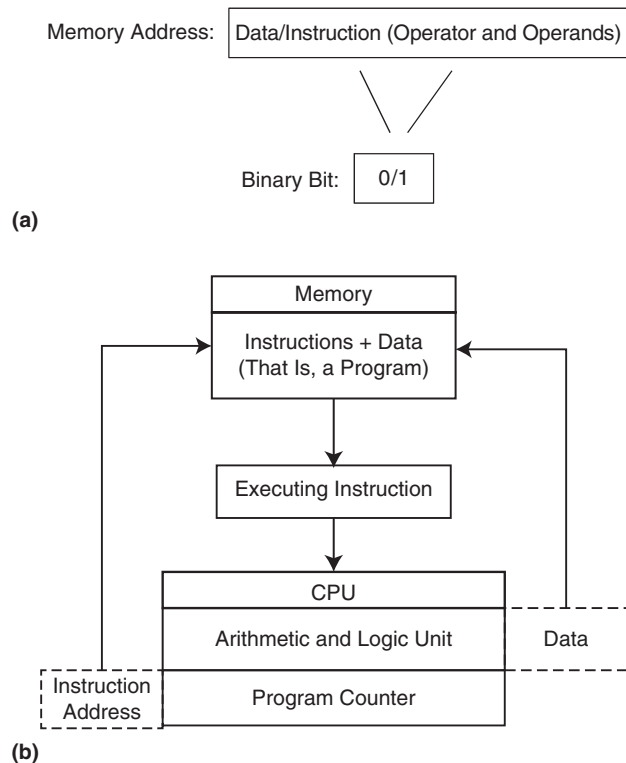 Memory Address: Data/Instruction (Operator and Operands)
Binary Bit: 0/1
(a)
Memory
Instructions + Data
(That Is, a Program)
Executing Instruction
CPU
Arithmetic and Logic Unit
Data
Instruction
Address
Program Counter
(b)